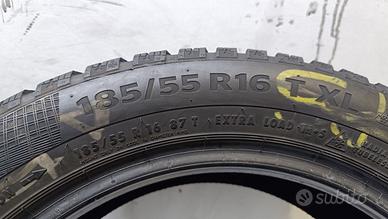 185/55 R16 T XL
185/55 R 16 87 T EXTRA LOAD M+S
subito